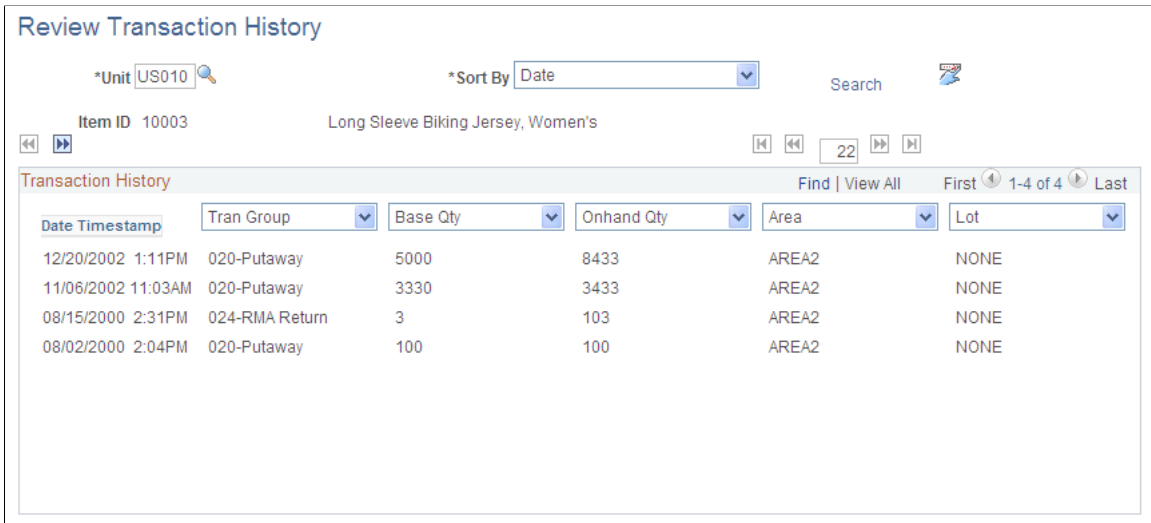 Review Transaction History
*Unit US010 *Sort By Date Search
Item ID 10003 Long Sleeve Biking Jersey, Women's
22
Transaction History Find | View All First 1-4 of 4 Last
Date Timestamp Tran Group Base Qty Onhand Qty Area Lot
12/20/2002 1:11PM 020-Putaway 5000 8433 AREA2 NONE
11/06/2002 11:03AM 020-Putaway 3330 3433 AREA2 NONE
08/15/2000 2:31PM 024-RMA Return 3 103 AREA2 NONE
08/02/2000 2:04PM 020-Putaway 100 100 AREA2 NONE